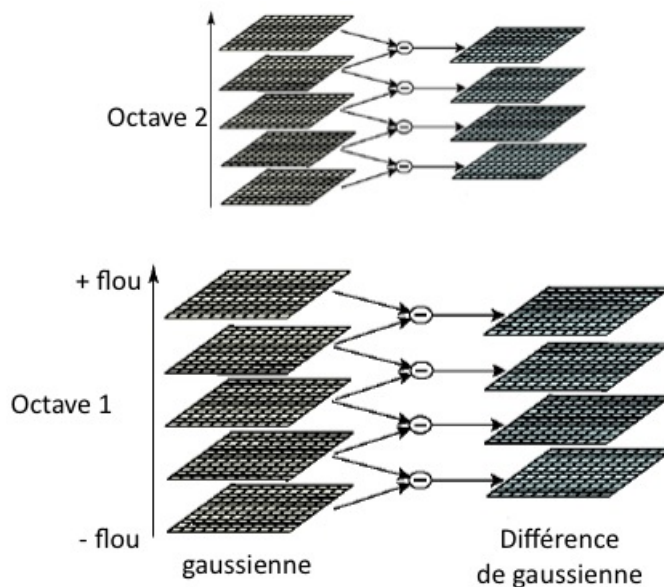 Octave 2
+ flou
Octave 1
- flou
gaussienne
Différence
de gaussienne